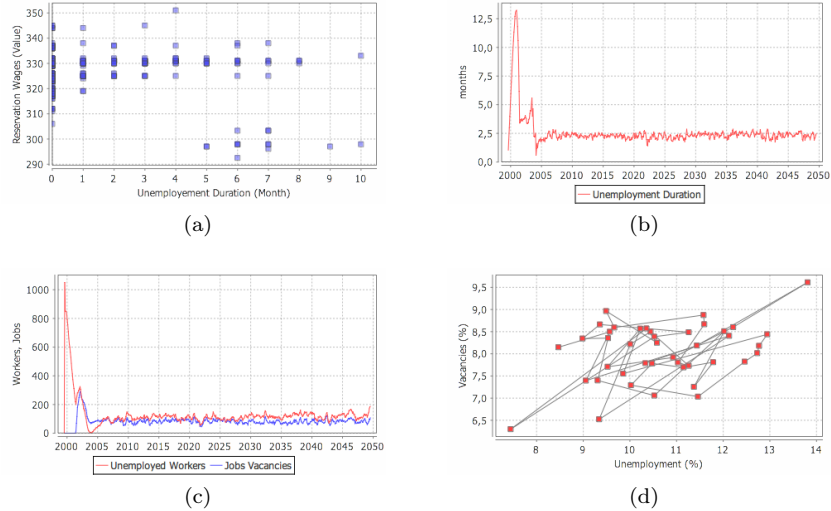 350
340
330
320
310
300
290
Reservation Wages (Value)
0 1 2 3 4 5 6 7 8 9 10
Unemployement Duration (Month)
(a)
12,5
10,0
7,5
5,0
2,5
0,0
months
2000 2005 2010 2015 2020 2025 2030 2035 2040 2045 2050
Unemployment Duration
(b)
1000
800
600
400
200
0
Workers, Jobs
2000 2005 2010 2015 2020 2025 2030 2035 2040 2045 2050
Unemployed Workers Jobs Vacancies
(c)
9,5
9,0
8,5
8,0
7,5
7,0
6,5
Vacancies (%)
8 9 10 11 12 13 14
Unemployment (%)
(d)